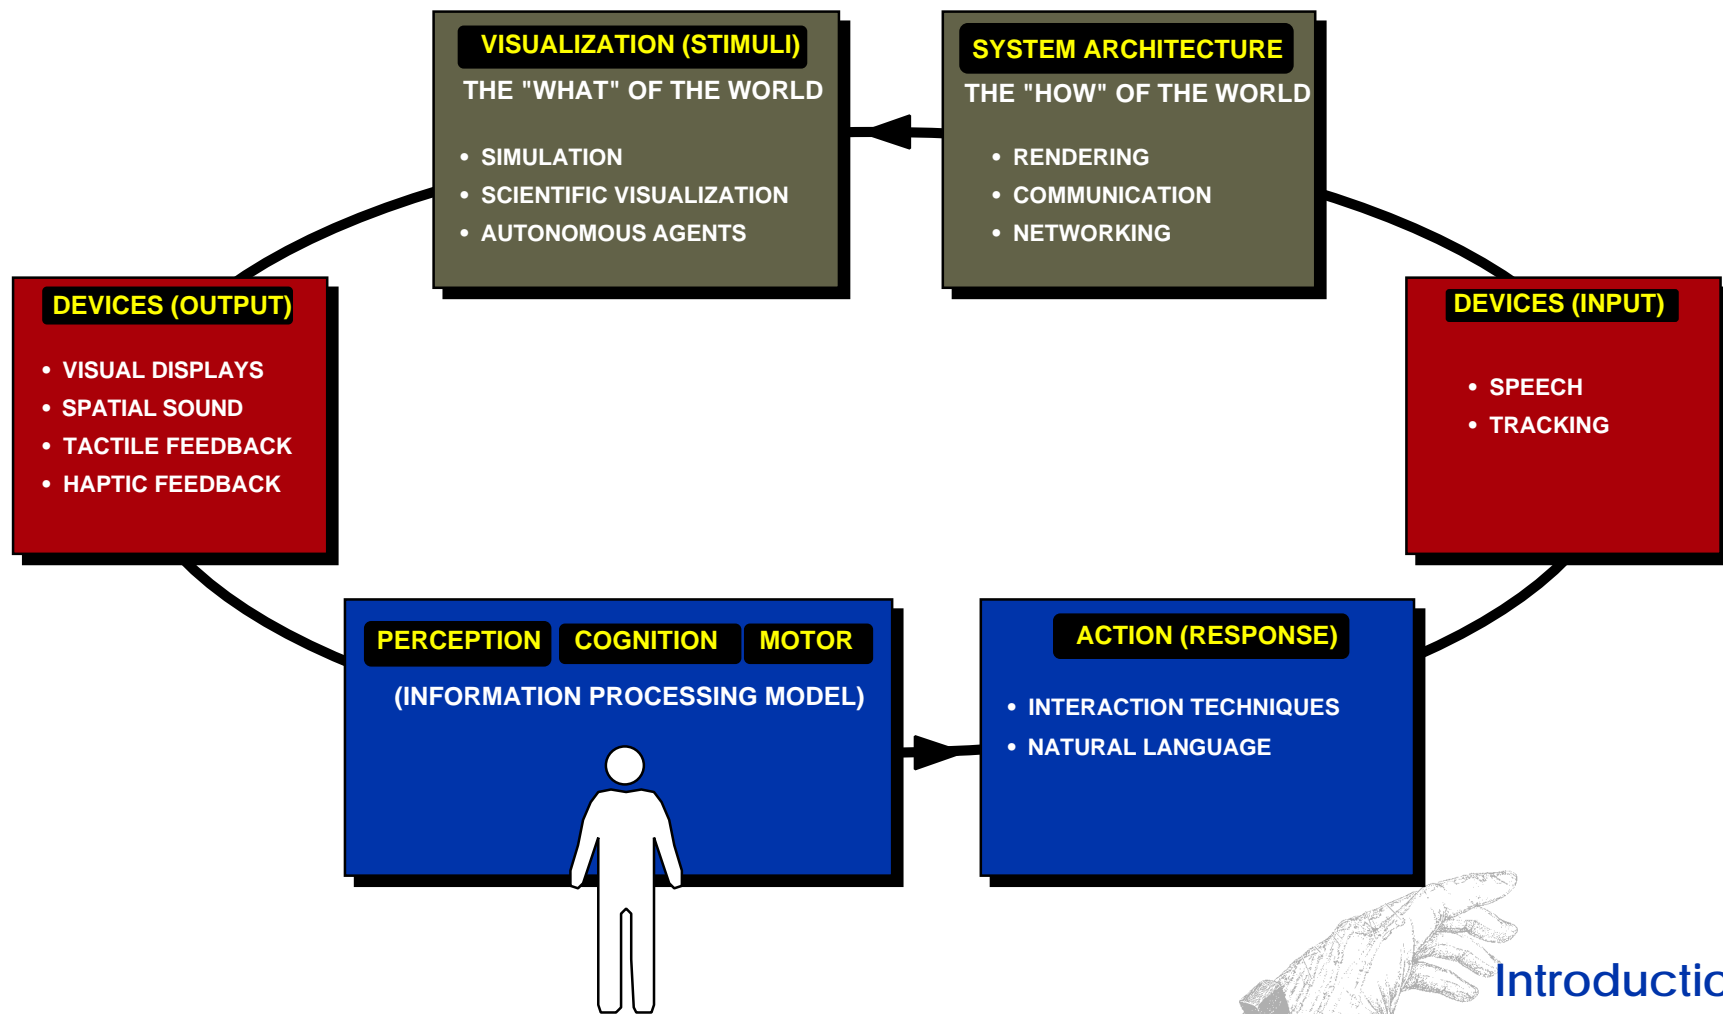 VISUALIZATION (STIMULI)
THE "WHAT" OF THE WORLD
• SIMULATION
• SCIENTIFIC VISUALIZATION
• AUTONOMOUS AGENTS
SYSTEM ARCHITECTURE
THE "HOW" OF THE WORLD
• RENDERING
• COMMUNICATION
• NETWORKING
DEVICES (OUTPUT)
• VISUAL DISPLAYS
• SPATIAL SOUND
• TACTILE FEEDBACK
• HAPTIC FEEDBACK
DEVICES (INPUT)
• SPEECH
• TRACKING
PERCEPTION COGNITION MOTOR
(INFORMATION PROCESSING MODEL)
ACTION (RESPONSE)
• INTERACTION TECHNIQUES
• NATURAL LANGUAGE
Introductio